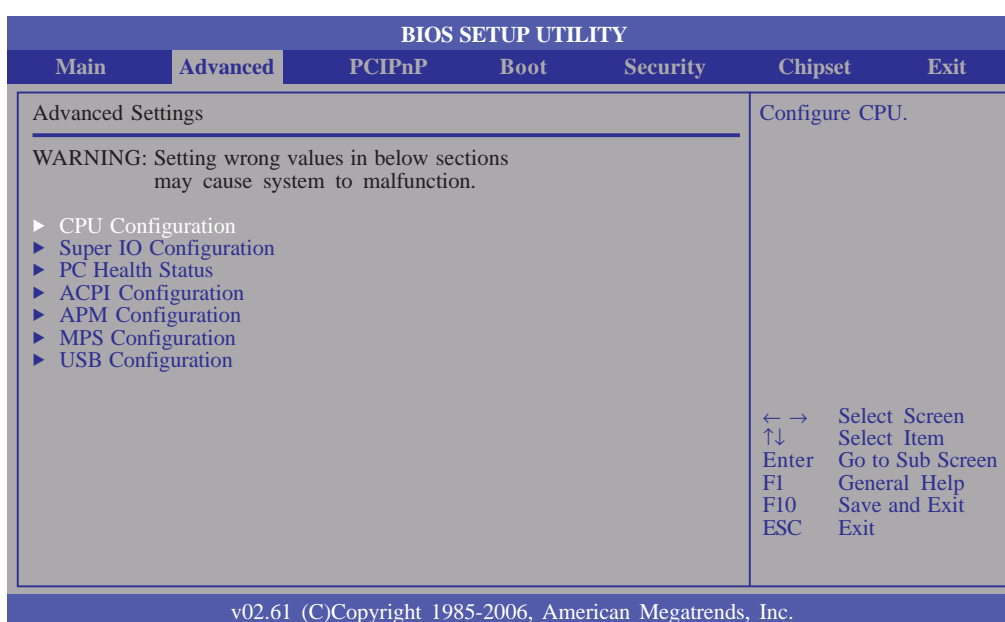 BIOS SETUP UTILITY
Main Advanced PCIPnP Boot Security Chipset Exit
Advanced Settings
WARNING: Setting wrong values in below sections
may cause system to malfunction.
► CPU Configuration
► Super IO Configuration
► PC Health Status
► ACPI Configuration
► APM Configuration
► MPS Configuration
► USB Configuration
Configure CPU.
← → Select Screen
↑↓ Select Item
Enter Go to Sub Screen
F1 General Help
F10 Save and Exit
ESC Exit
v02.61 (C)Copyright 1985-2006, American Megatrends, Inc.